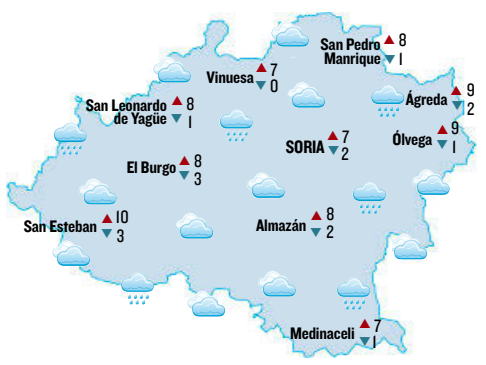 San Pedro ▲ 8
Manrique ▼ 1
Vinuesa ▲ 7
▼ 0
San Leonardo ▲ 8
de Yagüe ▼ 1
Ágreda ▲ 9
▼ 2
SORIA ▲ 7
▼ 2
Ólvega ▲ 9
▼ 1
El Burgo ▲ 8
▼ 3
San Esteban ▲ 10
▼ 3
Almazán ▲ 8
▼ 2
Medinaceli ▲ 7
▼ 1